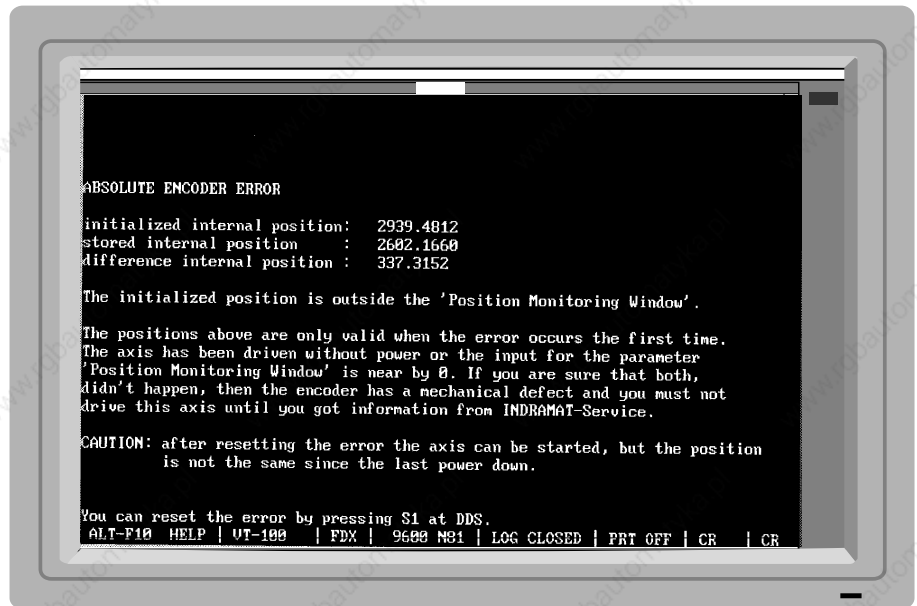 ABSOLUTE ENCODER ERROR
initialized internal position: 2939.4812
stored internal position : 2602.1660
difference internal position : 337.3152
The initialized position is outside the 'Position Monitoring Window'.
The positions above are only valid when the error occurs the first time.
The axis has been driven without power or the input for the parameter
'Position Monitoring Window' is near by 0. If you are sure that both,
didn't happen, then the encoder has a mechanical defect and you must not
drive this axis until you got information from INDRAMAT-Service.
CAUTION: after resetting the error the axis can be started, but the position
is not the same since the last power down.
You can reset the error by pressing S1 at DDS.
ALT-F10 HELP | VT-100 | FDX | 9600 N81 | LOG CLOSED | PRT OFF | CR | CR